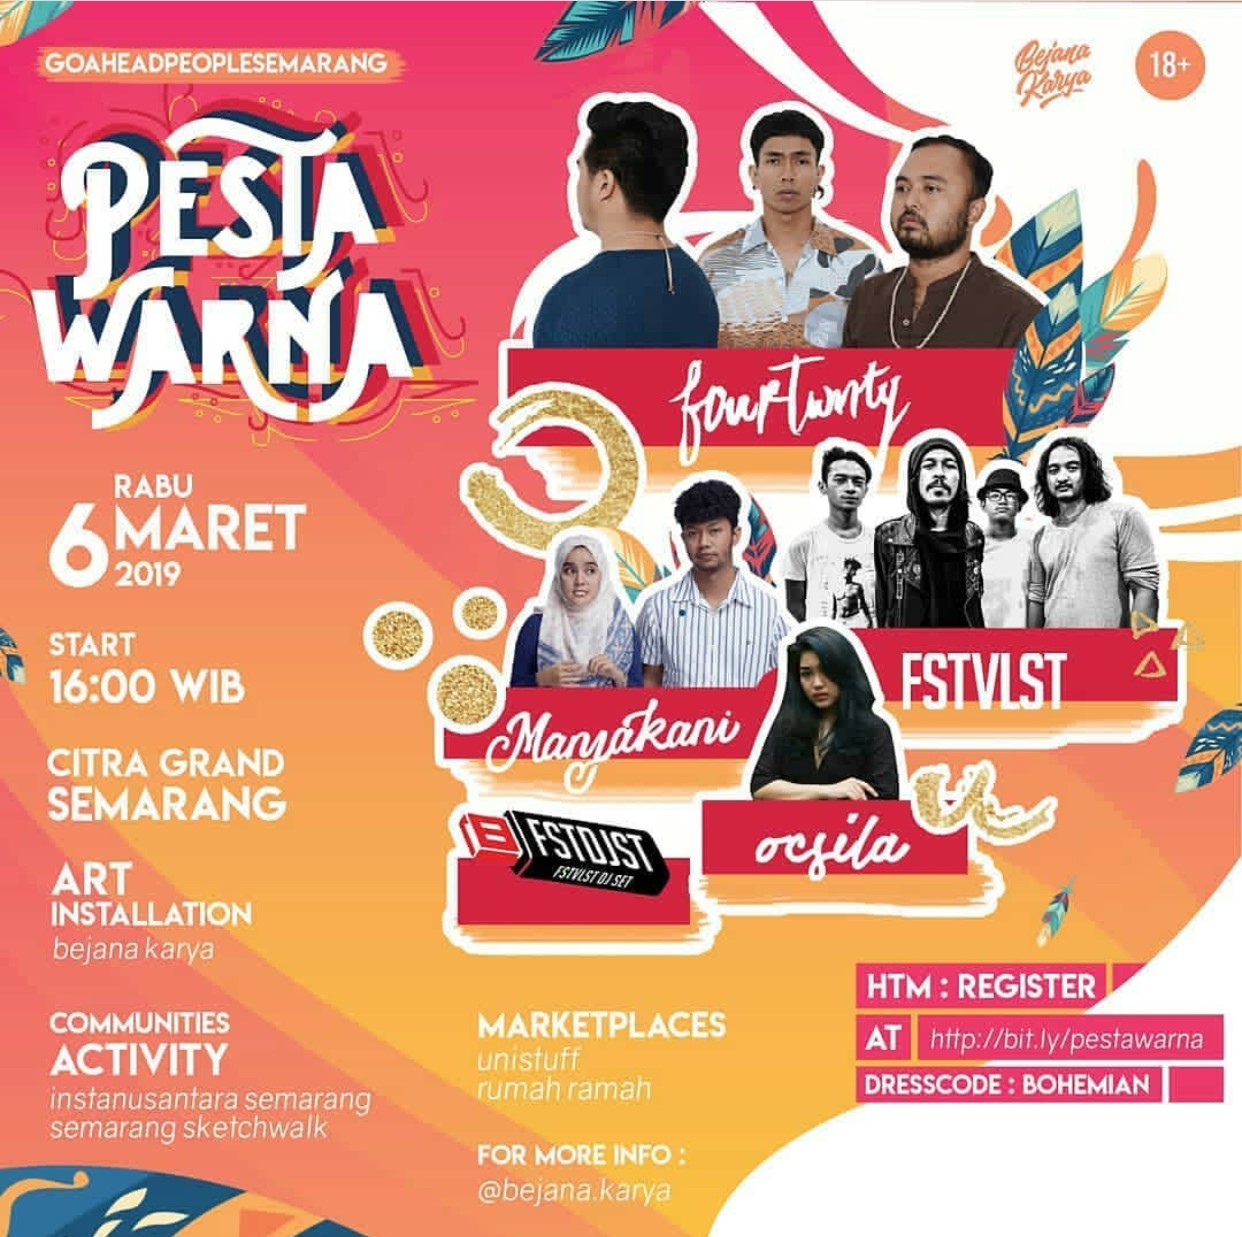 GOAHEADPEOPLESEMARANG
Bejana
Karya
18+
PESTA
WARNA
fourTwnty
RABU
6 MARET
2019
START
16:00 WIB
CITRA GRAND
SEMARANG
FSTVLST
Manjakani
FSTDJST
FSTVLST DJ SET
ocsila
ART
INSTALLATION
bejana karya
COMMUNITIES
ACTIVITY
instanusantara semarang
semarang sketchwalk
MARKETPLACES
unistuff
rumah ramah
FOR MORE INFO :
@bejana.karya
HTM : REGISTER
AT http://bit.ly/pestawarna
DRESSCODE : BOHEMIAN